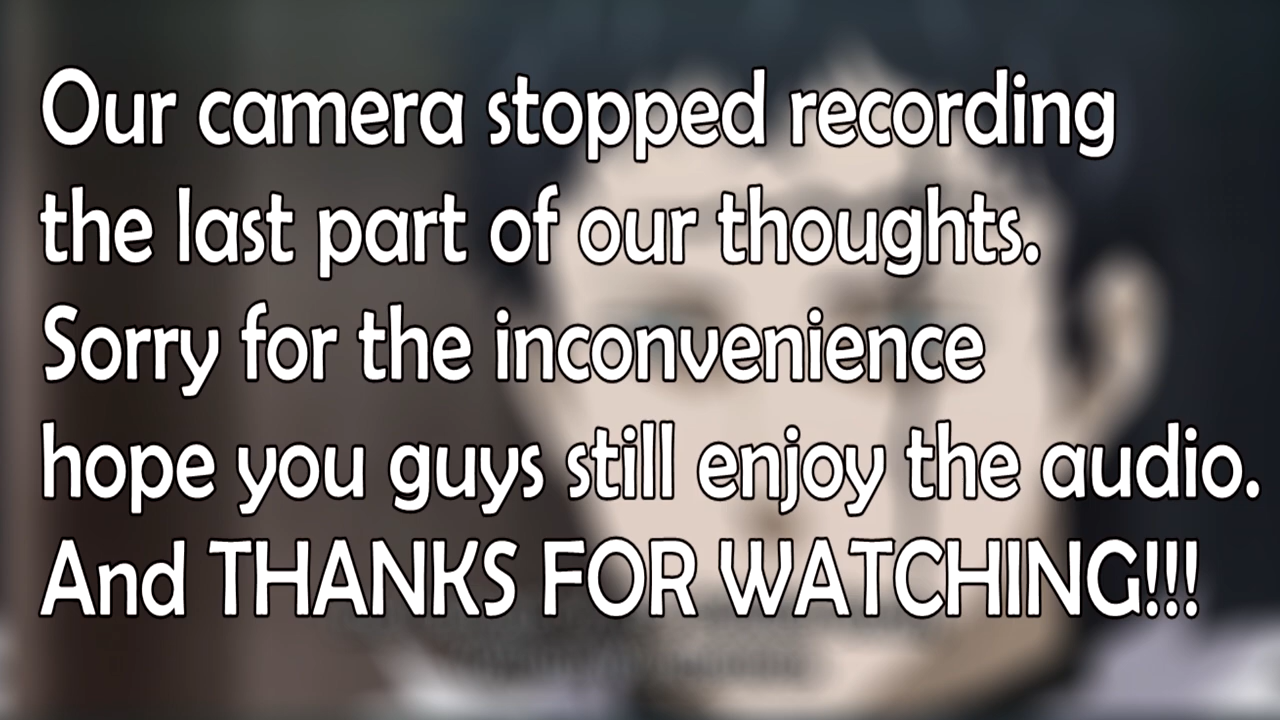 Our camera stopped recording
the last part of our thoughts.
Sorry for the inconvenience
hope you guys still enjoy the audio.
And THANKS FOR WATCHING!!!